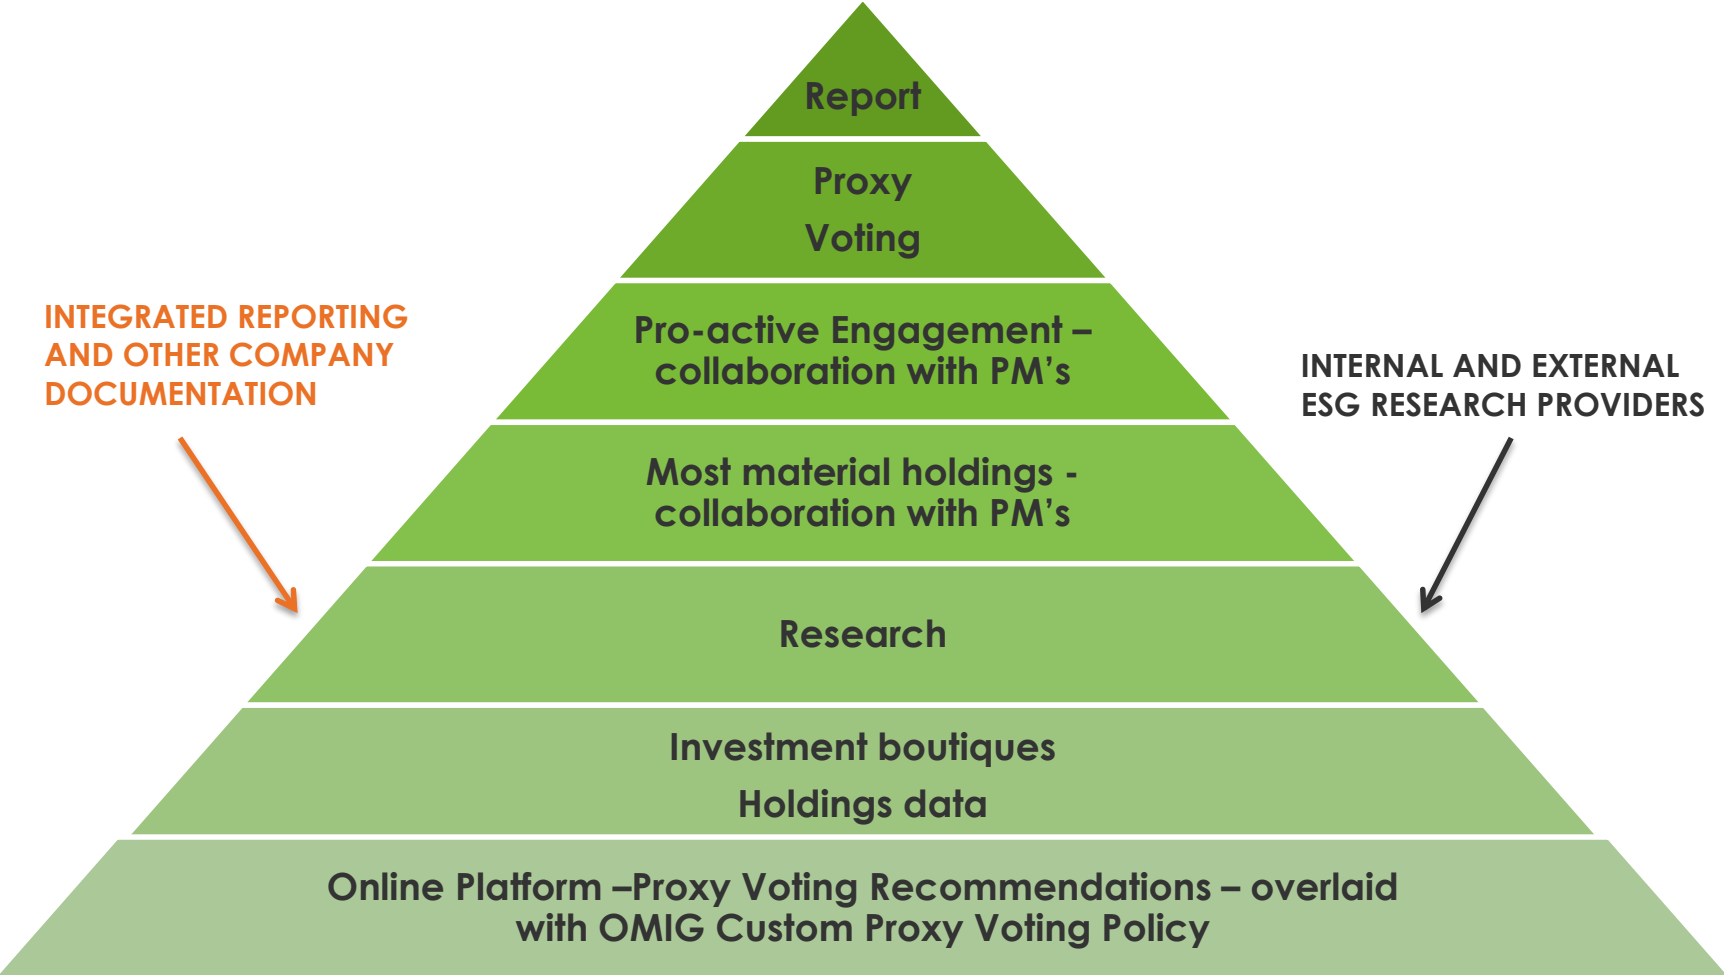 Report
Proxy
Voting
INTEGRATED REPORTING
AND OTHER COMPANY
DOCUMENTATION
Pro-active Engagement –
collaboration with PM’s
INTERNAL AND EXTERNAL
ESG RESEARCH PROVIDERS
Most material holdings -
collaboration with PM’s
Research
Investment boutiques
Holdings data
Online Platform –Proxy Voting Recommendations – overlaid
with OMIG Custom Proxy Voting Policy